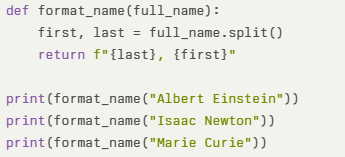 def format_name(full_name):
    first, last = full_name.split()
    return f"{last}, {first}"

print(format_name("Albert Einstein"))
print(format_name("Isaac Newton"))
print(format_name("Marie Curie"))